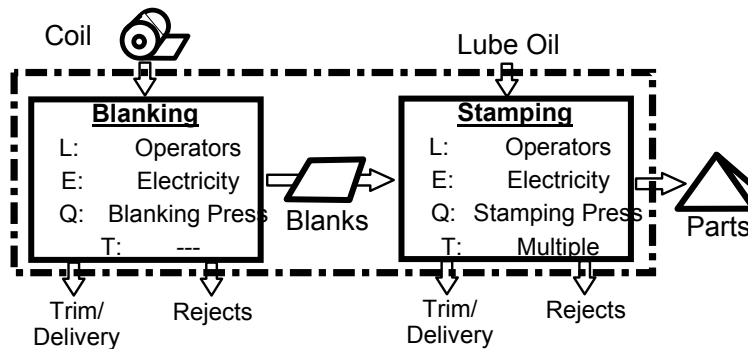 Coil
Lube Oil
Blanking
L: Operators
E: Electricity
Q: Blanking Press
T: ---
Blanks
Stamping
L: Operators
E: Electricity
Q: Stamping Press
T: Multiple
Parts
Trim/
Delivery
Rejects
Trim/
Delivery
Rejects